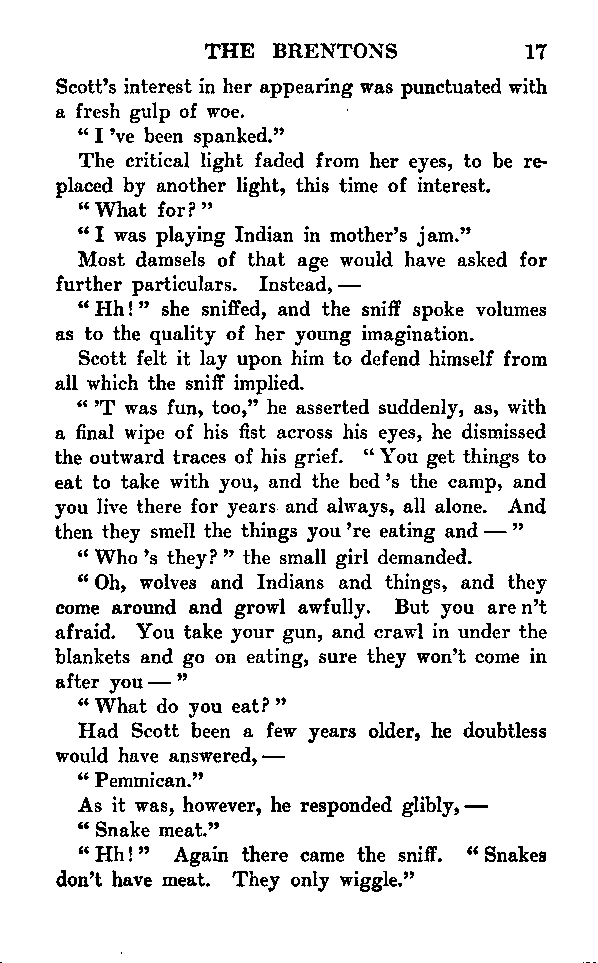 THE BRENTONS 17
Scott's interest in her appearing was punctuated with
a fresh gulp of woe.
“ I 've been spanked.”
The critical light faded from her eyes, to be re-
placed by another light, this time of interest.
“ What for? ”
“ I was playing Indian in mother's jam.”
Most damsels of that age would have asked for
further particulars. Instead, —
“ Hh! ” she sniffed, and the sniff spoke volumes
as to the quality of her young imagination.
Scott felt it lay upon him to defend himself from
all which the sniff implied.
“ 'T was fun, too,” he asserted suddenly, as, with
a final wipe of his fist across his eyes, he dismissed
the outward traces of his grief. “ You get things to
eat to take with you, and the bed 's the camp, and
you live there for years and always, all alone. And
then they smell the things you 're eating and — ”
“ Who 's they? ” the small girl demanded.
“ Oh, wolves and Indians and things, and they
come around and growl awfully. But you are n't
afraid. You take your gun, and crawl in under the
blankets and go on eating, sure they won't come in
after you — ”
“ What do you eat? ”
Had Scott been a few years older, he doubtless
would have answered, —
“ Pemmican.”
As it was, however, he responded glibly, —
“ Snake meat.”
“ Hh! ” Again there came the sniff. “ Snakes
don't have meat. They only wiggle.”